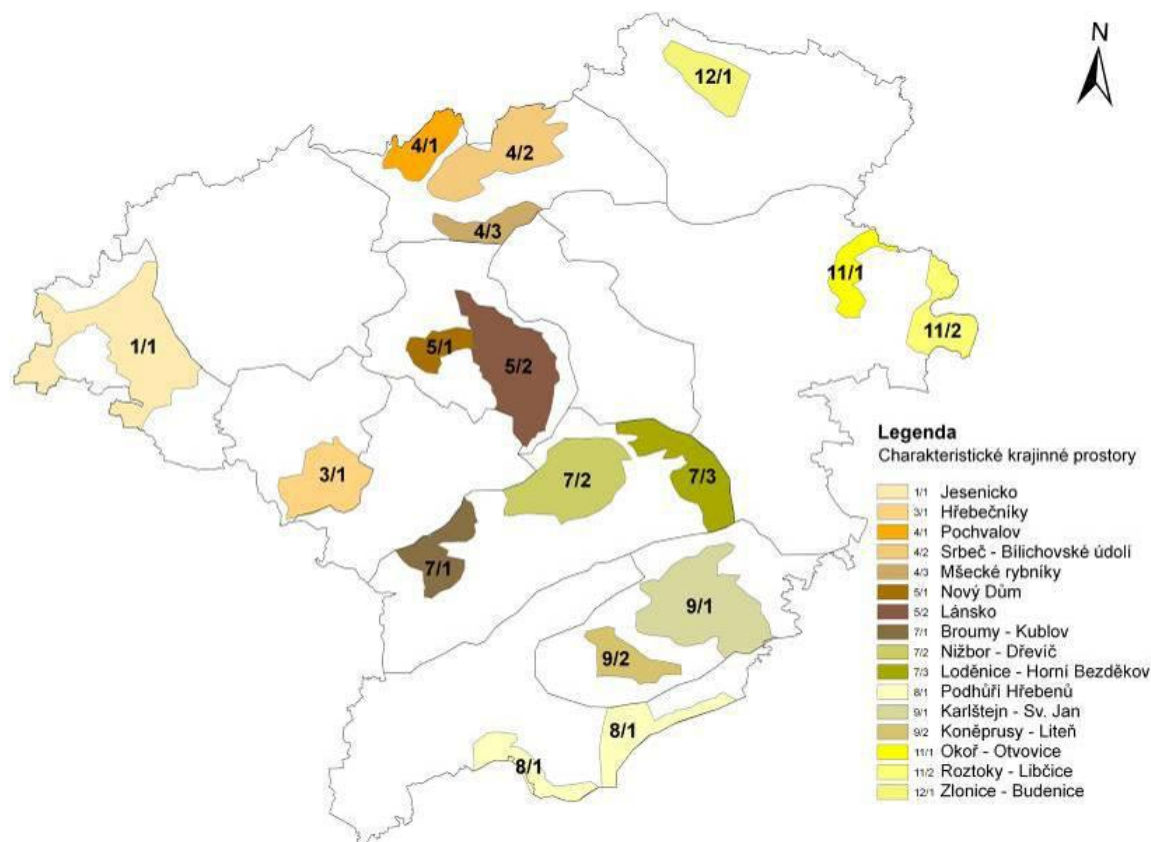 N
12/1
4/1
4/2
4/3
11/1
1/1
11/2
5/1
5/2
3/1
7/2
7/3
7/1
9/1
9/2
8/1
8/1
Legenda
Charakteristické krajinné prostory
1/1 Jesenicko
3/1 Hřebečníky
4/1 Pochvalov
4/2 Srbeč - Bílichovské údolí
4/3 Mšecké rybníky
5/1 Nový Dům
5/2 Lánsko
7/1 Broumy - Kublov
7/2 Nižbor - Dřevíč
7/3 Loděnice - Horní Bezděkov
8/1 Podhůří Hřebenů
9/1 Karlštejn - Sv. Jan
9/2 Koněprusy - Liteň
11/1 Okoř - Otvovice
11/2 Roztoky - Libčice
12/1 Zlonice - Budenice